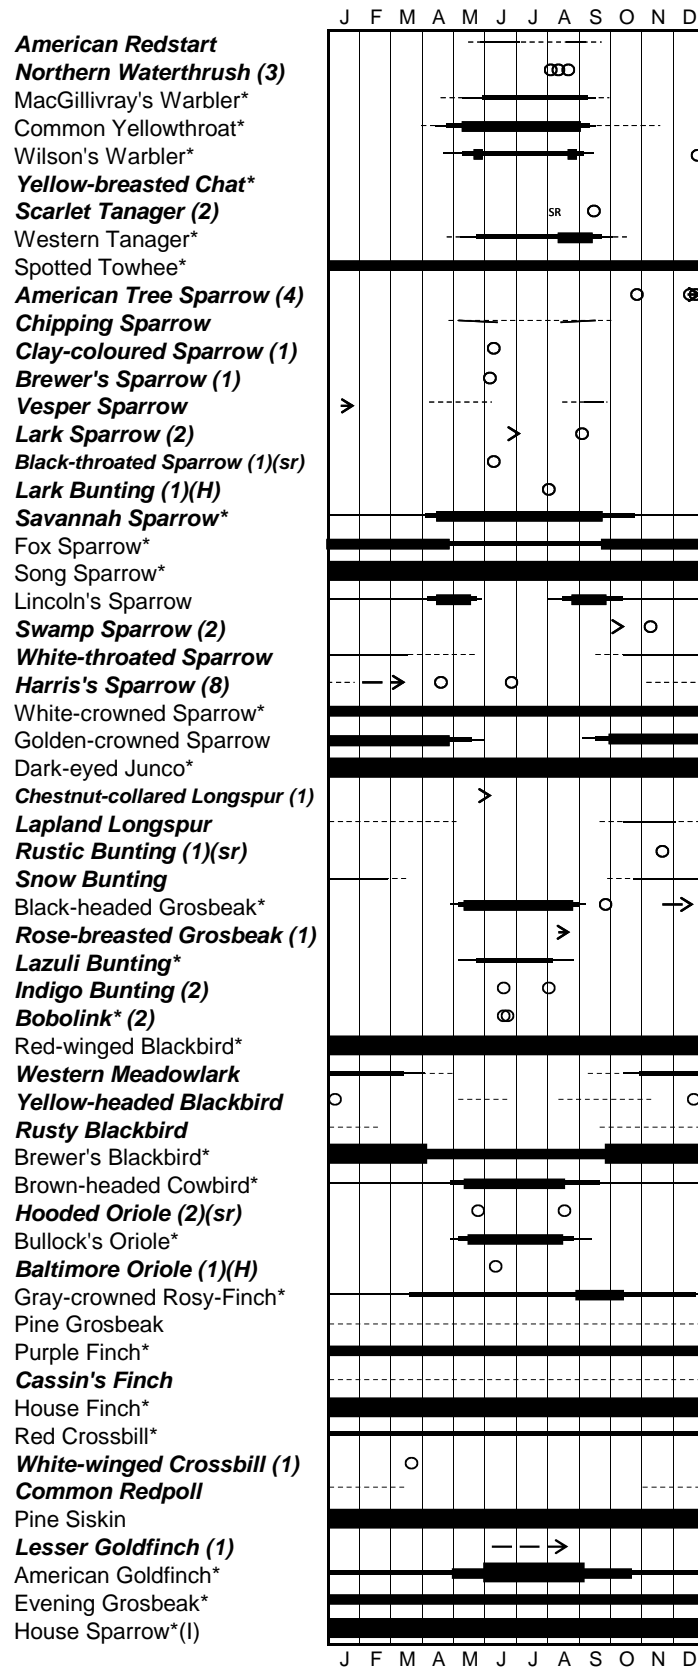 J F M A M J J A S O N D
American Redstart
Northern Waterthrush (3)
MacGillivray's Warbler*
Common Yellowthroat*
Wilson's Warbler*
Yellow-breasted Chat*
Scarlet Tanager (2) SR
Western Tanager*
Spotted Towhee*
American Tree Sparrow (4)
Chipping Sparrow
Clay-coloured Sparrow (1)
Brewer's Sparrow (1)
Vesper Sparrow
Lark Sparrow (2)
Black-throated Sparrow (1)(sr)
Lark Bunting (1)(H)
Savannah Sparrow*
Fox Sparrow*
Song Sparrow*
Lincoln's Sparrow
Swamp Sparrow (2)
White-throated Sparrow
Harris's Sparrow (8)
White-crowned Sparrow*
Golden-crowned Sparrow
Dark-eyed Junco*
Chestnut-collared Longspur (1)
Lapland Longspur
Rustic Bunting (1)(sr)
Snow Bunting
Black-headed Grosbeak*
Rose-breasted Grosbeak (1)
Lazuli Bunting*
Indigo Bunting (2)
Bobolink* (2)
Red-winged Blackbird*
Western Meadowlark
Yellow-headed Blackbird
Rusty Blackbird
Brewer's Blackbird*
Brown-headed Cowbird*
Hooded Oriole (2)(sr)
Bullock's Oriole*
Baltimore Oriole (1)(H)
Gray-crowned Rosy-Finch*
Pine Grosbeak
Purple Finch*
Cassin's Finch
House Finch*
Red Crossbill*
White-winged Crossbill (1)
Common Redpoll
Pine Siskin
Lesser Goldfinch (1)
American Goldfinch*
Evening Grosbeak*
House Sparrow*(I)
J F M A M J J A S O N D